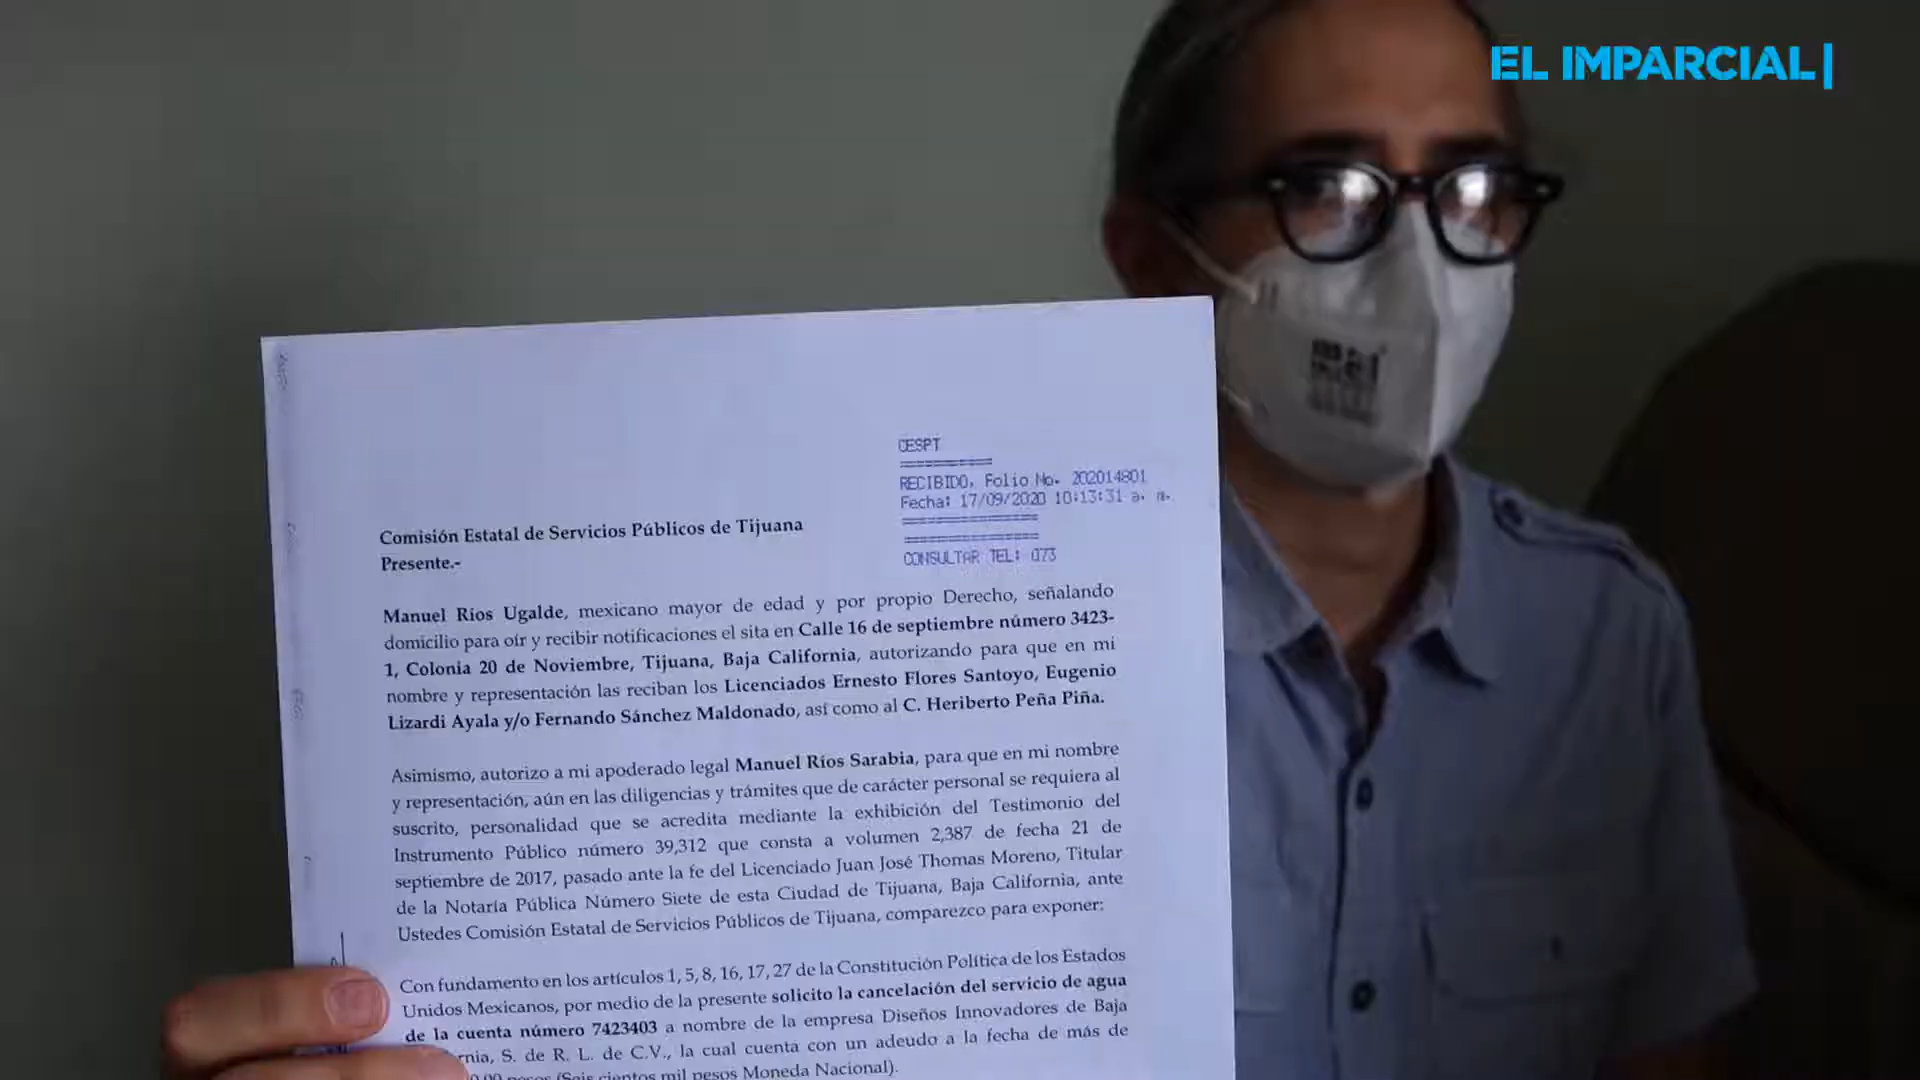 EL IMPARCIAL
CESPT
RECIBIDO, Folio No. 202014801
Fecha: 17/09/2020 10:13:31 a. m.
CONSULTAR TEL: 073
Comisión Estatal de Servicios Públicos de Tijuana
Presente.-
Manuel Ríos Ugalde, mexicano mayor de edad y por propio Derecho, señalando
domicilio para oír y recibir notificaciones el sita en Calle 16 de septiembre número 3423-
1, Colonia 20 de Noviembre, Tijuana, Baja California, autorizando para que en mi
nombre y representación las reciban los Licenciados Ernesto Flores Santoyo, Eugenio
Lizardi Ayala y/o Fernando Sánchez Maldonado, así como al C. Heriberto Peña Piña.
Asimismo, autorizo a mi apoderado legal Manuel Ríos Sarabia, para que en mi nombre
y representación, aún en las diligencias y trámites que de carácter personal se requiera al
suscrito, personalidad que se acredita mediante la exhibición del Testimonio del
Instrumento Público número 39,312 que consta a volumen 2,387 de fecha 21 de
septiembre de 2017, pasado ante la fe del Licenciado Juan José Thomas Moreno, Titular
de la Notaría Pública Número Siete de esta Ciudad de Tijuana, Baja California, ante
Ustedes Comisión Estatal de Servicios Públicos de Tijuana, comparezco para exponer:
Con fundamento en los artículos 1, 5, 8, 16, 17, 27 de la Constitución Política de los Estados
Unidos Mexicanos, por medio de la presente solicito la cancelación del servicio de agua
de la cuenta número 7423403 a nombre de la empresa Diseños Innovadores de Baja
rnia, S. de R. L. de C.V., la cual cuenta con un adeudo a la fecha de más de
0.00 pesos (Seis cientos mil pesos Moneda Nacional).